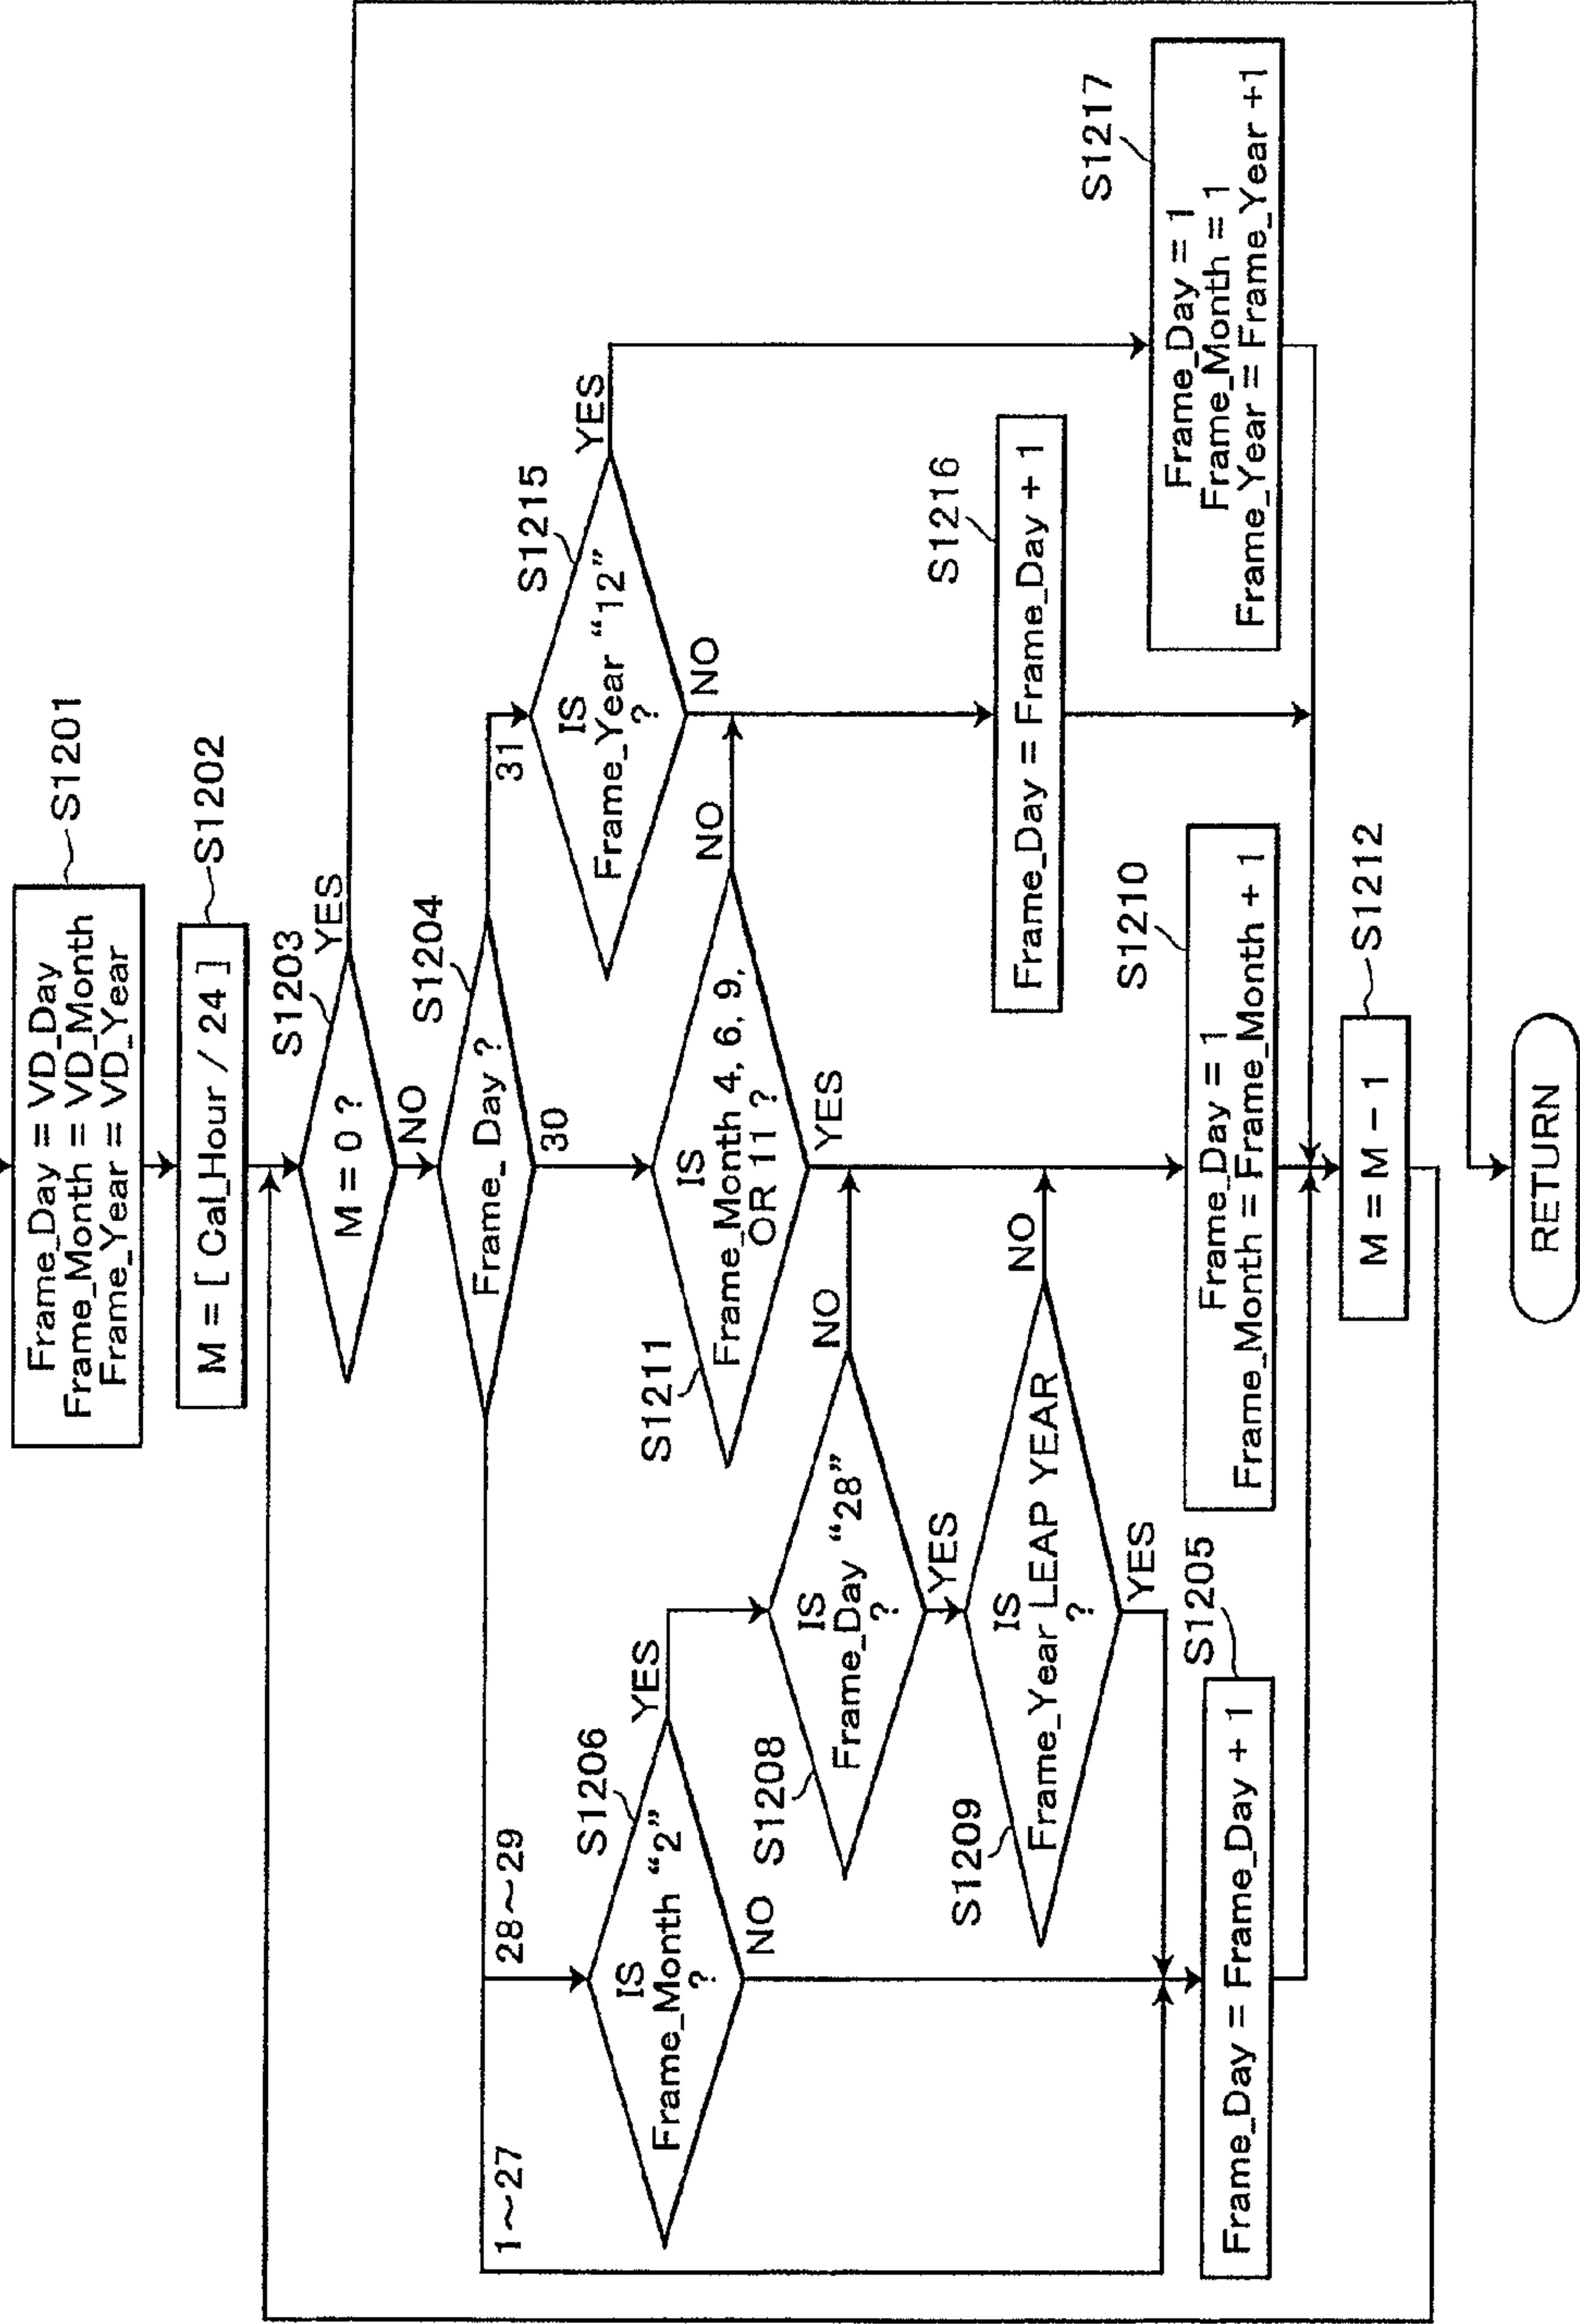 Frame_Day = VD_Day
Frame_Month = VD_Month
Frame_Year = VD_Year
S1201
M = [ Cal_Hour / 24 ]
S1202
S1203
M = 0 ?
YES
NO
S1204
Frame_Day ?
1~27
28~29
30
31
S1206
IS
Frame_Month “2”
?
YES
NO
S1211
IS
Frame_Month 4, 6, 9,
OR 11 ?
NO
YES
S1215
IS
Frame_Year “12”
?
YES
NO
S1208
IS
Frame_Day “28”
?
NO
YES
S1209
IS
Frame_Year LEAP YEAR
?
NO
YES
S1216
Frame_Day = Frame_Day + 1
S1217
Frame_Day = 1
Frame_Month = 1
Frame_Year = Frame_Year +1
S1205
Frame_Day = Frame_Day + 1
S1210
Frame_Day = 1
Frame_Month = Frame_Month + 1
M = M − 1
S1212
RETURN